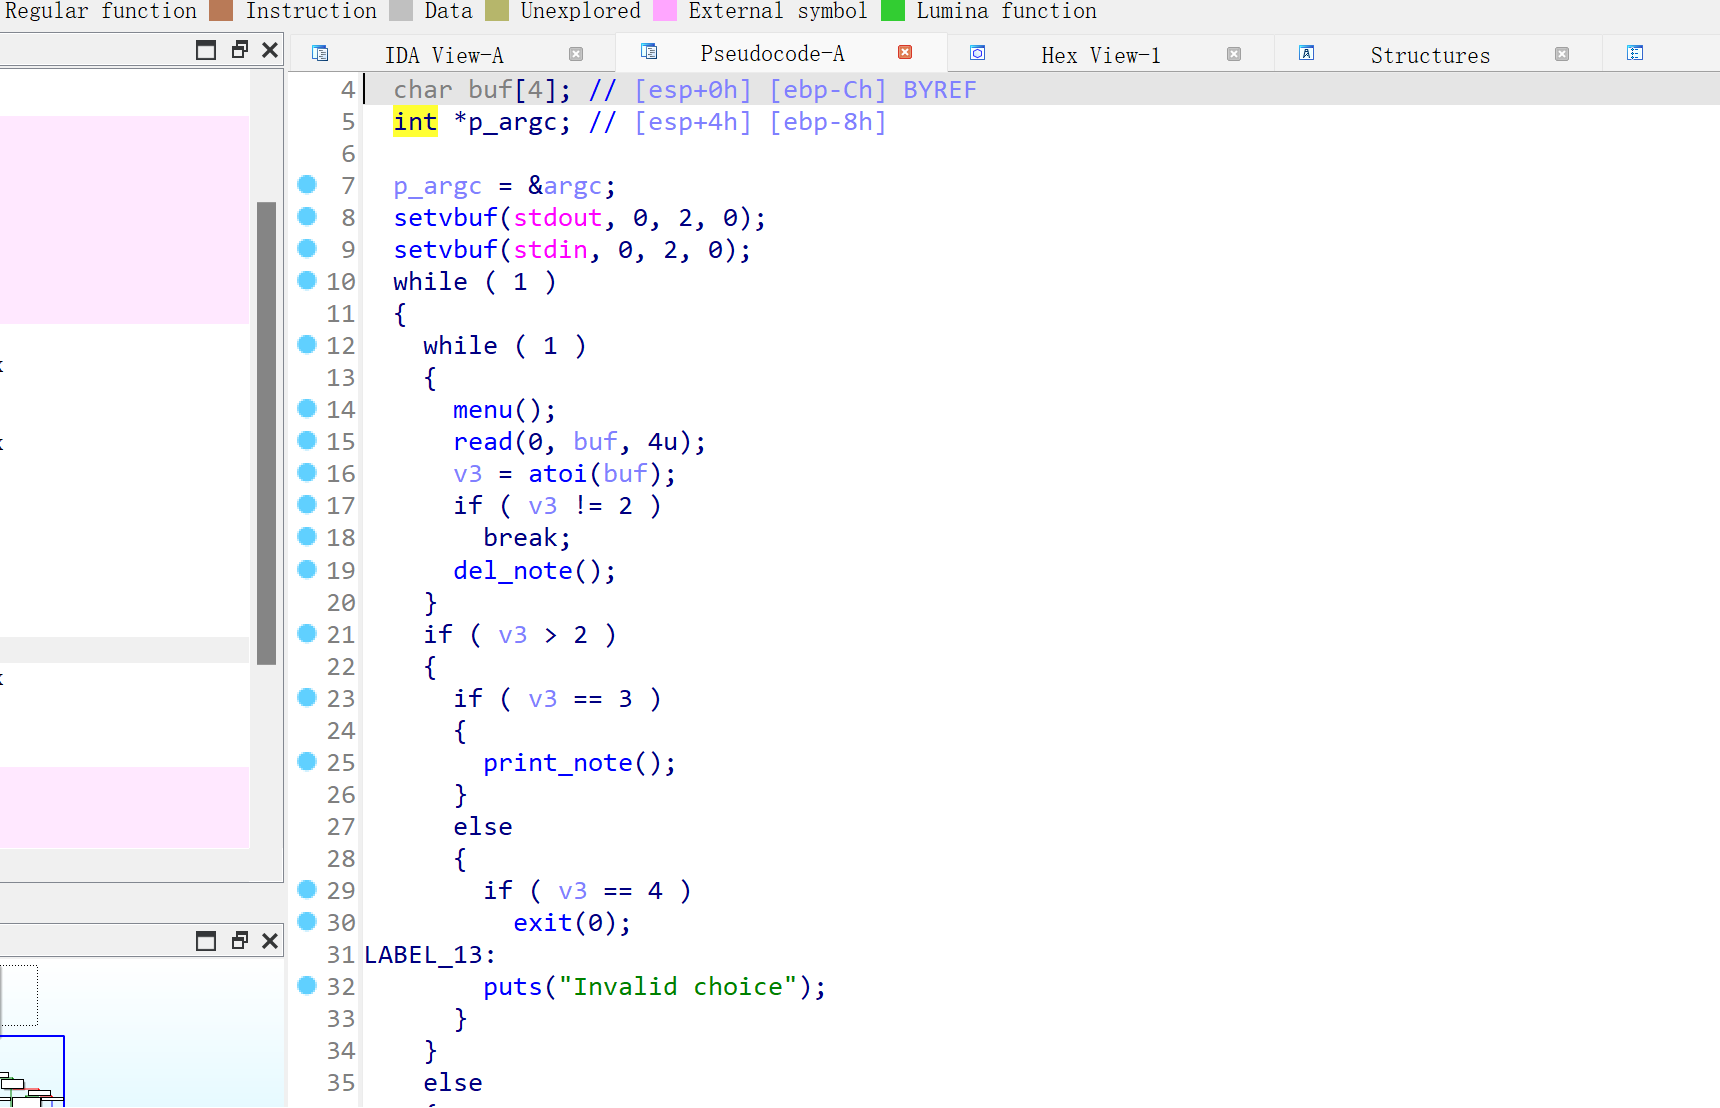 Regular function Instruction Data Unexplored External symbol Lumina function
IDA View-A Pseudocode-A Hex View-1 Structures
4 char buf[4]; // [esp+0h] [ebp-Ch] BYREF
5 int *p_argc; // [esp+4h] [ebp-8h]
6
7 p_argc = &argc;
8 setvbuf(stdout, 0, 2, 0);
9 setvbuf(stdin, 0, 2, 0);
10 while ( 1 )
11 {
12 while ( 1 )
13 {
14 menu();
15 read(0, buf, 4u);
16 v3 = atoi(buf);
17 if ( v3 != 2 )
18 break;
19 del_note();
20 }
21 if ( v3 > 2 )
22 {
23 if ( v3 == 3 )
24 {
25 print_note();
26 }
27 else
28 {
29 if ( v3 == 4 )
30 exit(0);
31 LABEL_13:
32 puts("Invalid choice");
33 }
34 }
35 else